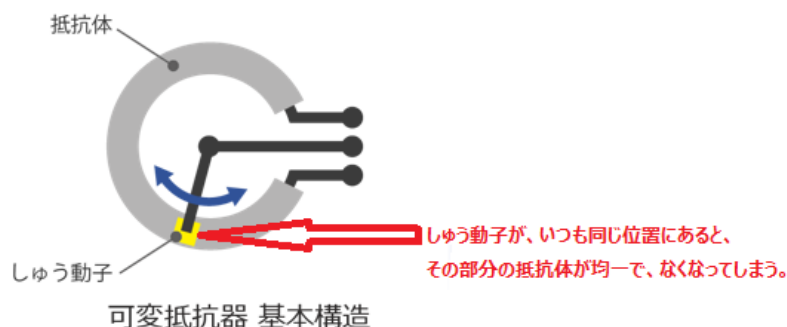 抵抗体
しゅう動子が、いつも同じ位置にあると、
その部分の抵抗体が均一で、なくなってしまう。
しゅう動子
可変抵抗器 基本構造